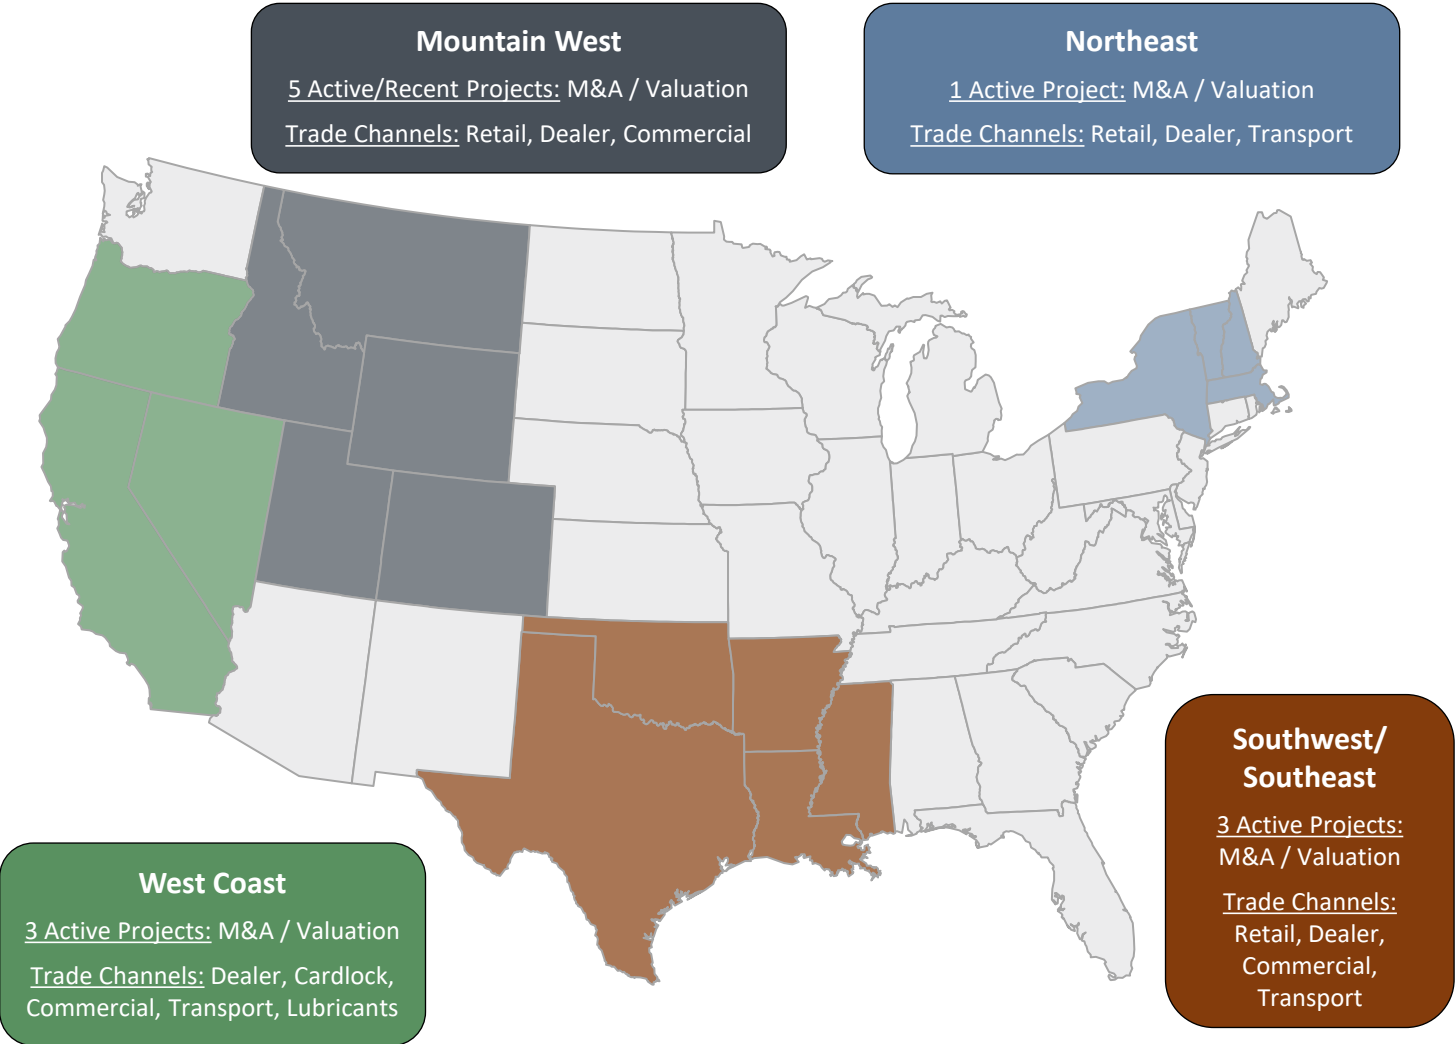 Mountain West
5 Active/Recent Projects: M&A / Valuation
Trade Channels: Retail, Dealer, Commercial
Northeast
1 Active Project: M&A / Valuation
Trade Channels: Retail, Dealer, Transport
Southwest/
Southeast
3 Active Projects:
M&A / Valuation
Trade Channels:
Retail, Dealer,
Commercial,
Transport
West Coast
3 Active Projects: M&A / Valuation
Trade Channels: Dealer, Cardlock,
Commercial, Transport, Lubricants